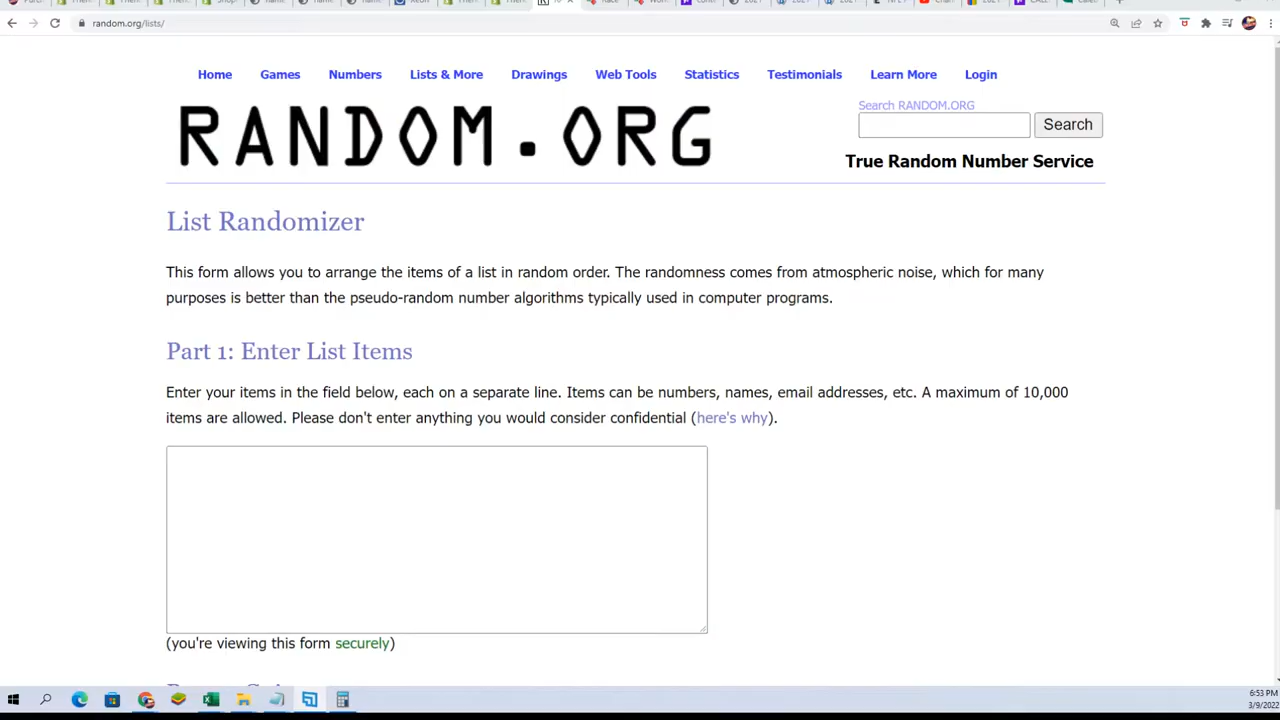 random.org/lists/
Home Games Numbers Lists & More Drawings Web Tools Statistics Testimonials Learn More Login
RANDOM.ORG
Search RANDOM.ORG
Search
True Random Number Service
List Randomizer
This form allows you to arrange the items of a list in random order. The randomness comes from atmospheric noise, which for many
purposes is better than the pseudo-random number algorithms typically used in computer programs.
Part 1: Enter List Items
Enter your items in the field below, each on a separate line. Items can be numbers, names, email addresses, etc. A maximum of 10,000
items are allowed. Please don't enter anything you would consider confidential (here's why).
(you're viewing this form securely)
6:53 PM
3/9/2022